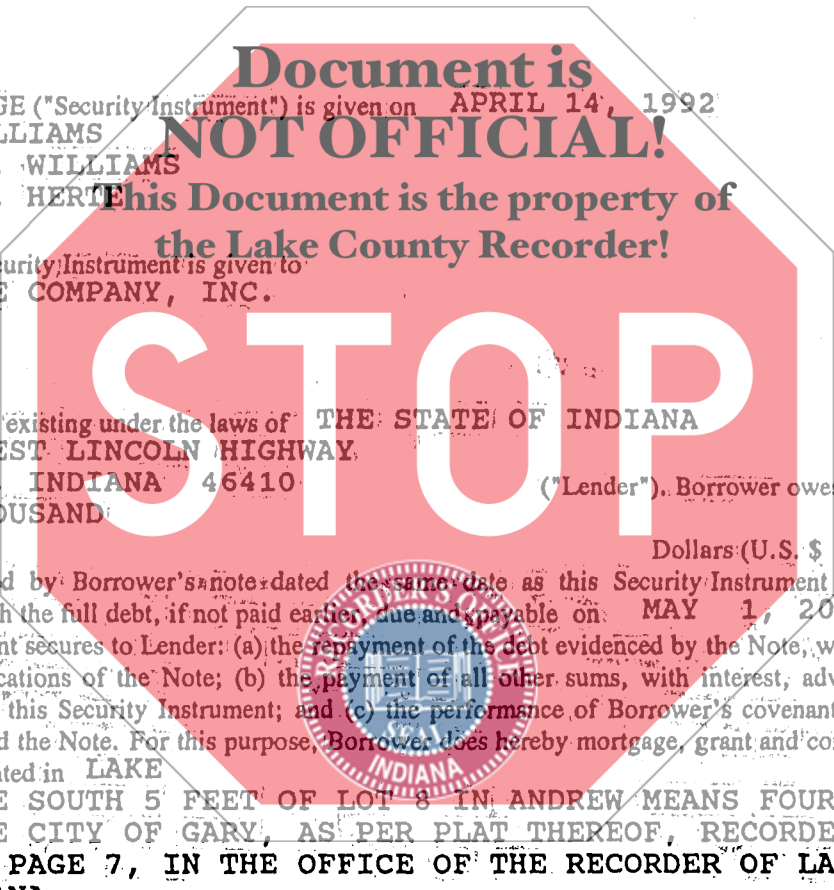 Document is
GE ("Security Instrument") is given on APRIL 14, 1992
LLIAMS
NOT OFFICIAL!
WILLIAMS
HERTE
This Document is the property of
the Lake County Recorder!
curity Instrument is given to
E COMPANY, INC.
STOP
existing under the laws of THE STATE OF INDIANA
EST LINCOLN HIGHWAY
INDIANA 46410 ("Lender"). Borrower owes
OUSAND
Dollars (U.S. $
d by Borrower's note dated the same date as this Security Instrument
h the full debt, if not paid earlier, due and payable on MAY 1, 20
nt secures to Lender: (a) the repayment of the debt evidenced by the Note, w
cations of the Note; (b) the payment of all other sums, with interest, adv
this Security Instrument; and (c) the performance of Borrower's covenant
d the Note. For this purpose, Borrower does hereby mortgage, grant and co
ated in LAKE
RECORDER'S OFFICE
SEAL
INDIANA
E SOUTH 5 FEET OF LOT 8 IN ANDREW MEANS FOUR
E CITY OF GARY, AS PER PLAT THEREOF, RECORDE
PAGE 7, IN THE OFFICE OF THE RECORDER OF LA